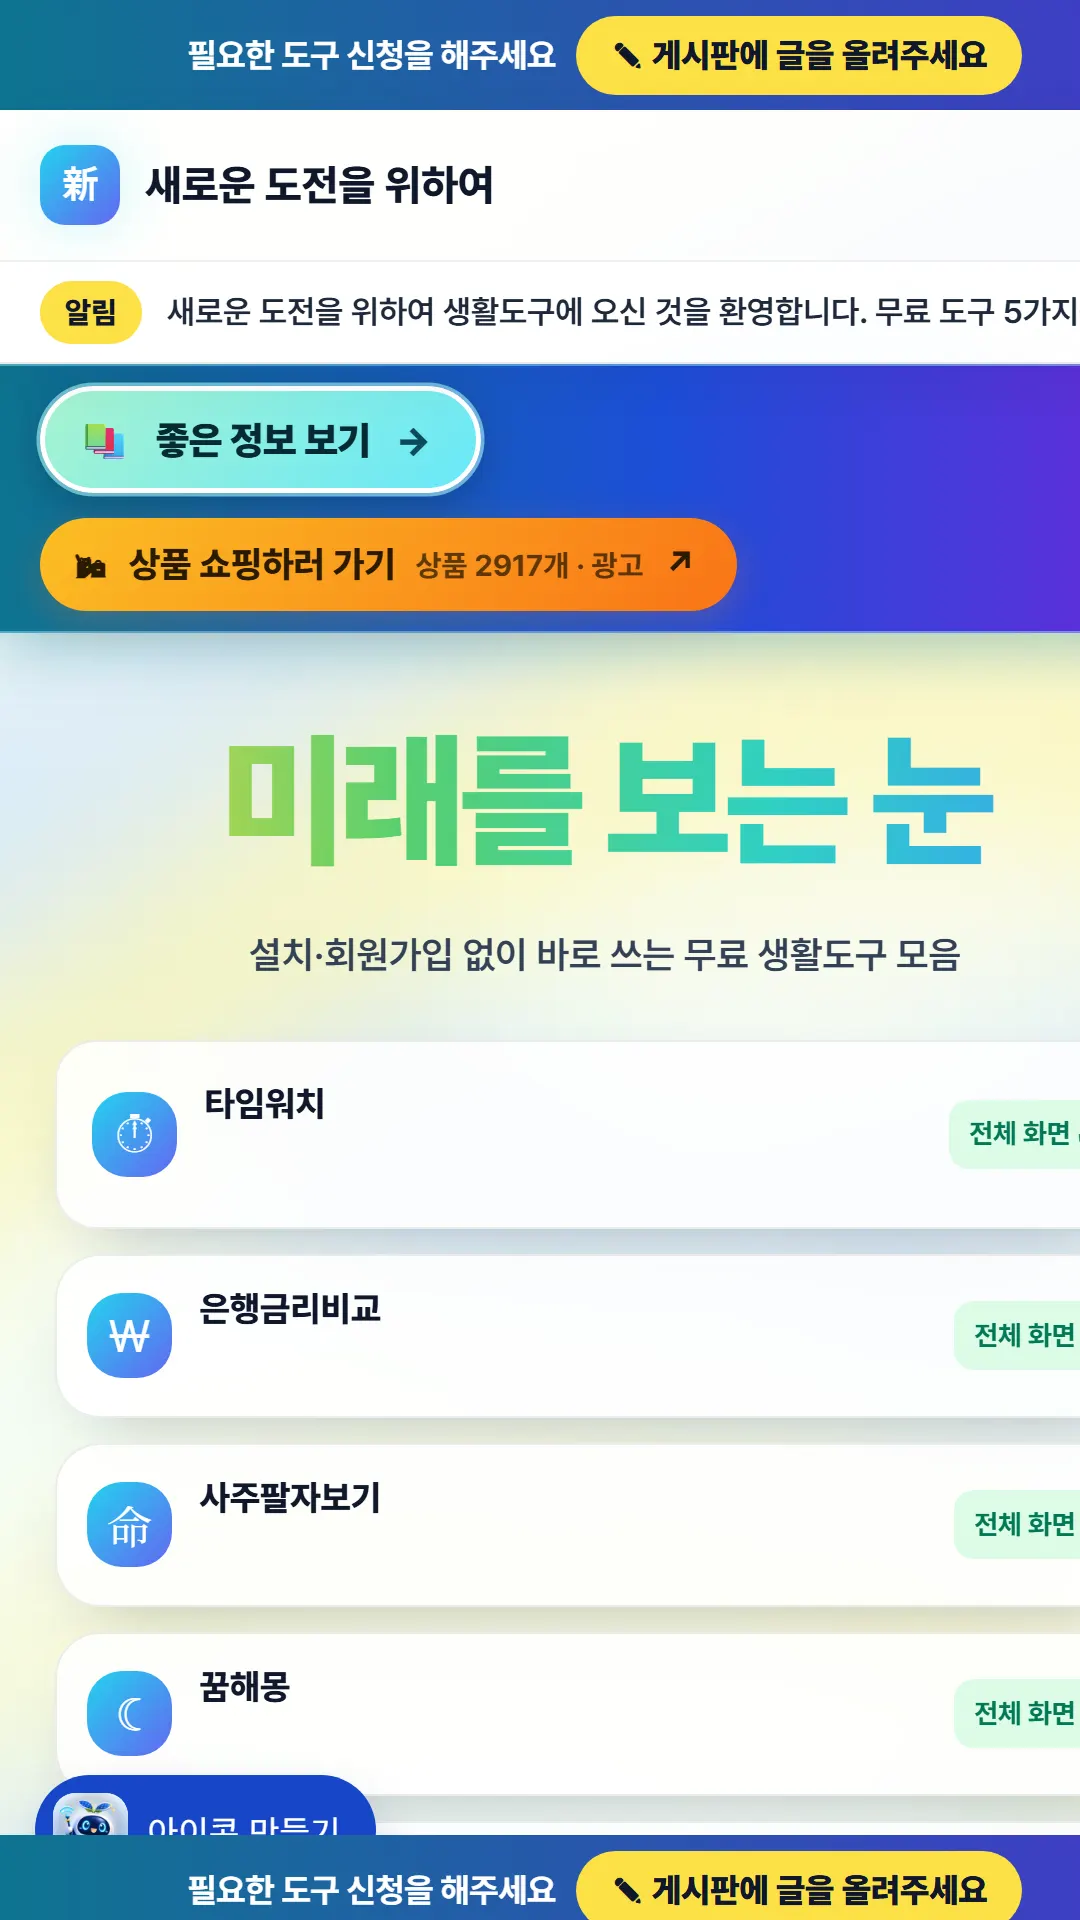 필요한 도구 신청을 해주세요
✏ 게시판에 글을 올려주세요
新
새로운 도전을 위하여
알림
새로운 도전을 위하여 생활도구에 오신 것을 환영합니다. 무료 도구 5가지
좋은 정보 보기 →
상품 쇼핑하러 가기 상품 2917개 · 광고 ↗
미래를 보는 눈
설치·회원가입 없이 바로 쓰는 무료 생활도구 모음
타임워치
전체 화면
₩
은행금리비교
전체 화면
命
사주팔자보기
전체 화면
☾
꿈해몽
전체 화면
아이콘 만들기
필요한 도구 신청을 해주세요
✏ 게시판에 글을 올려주세요